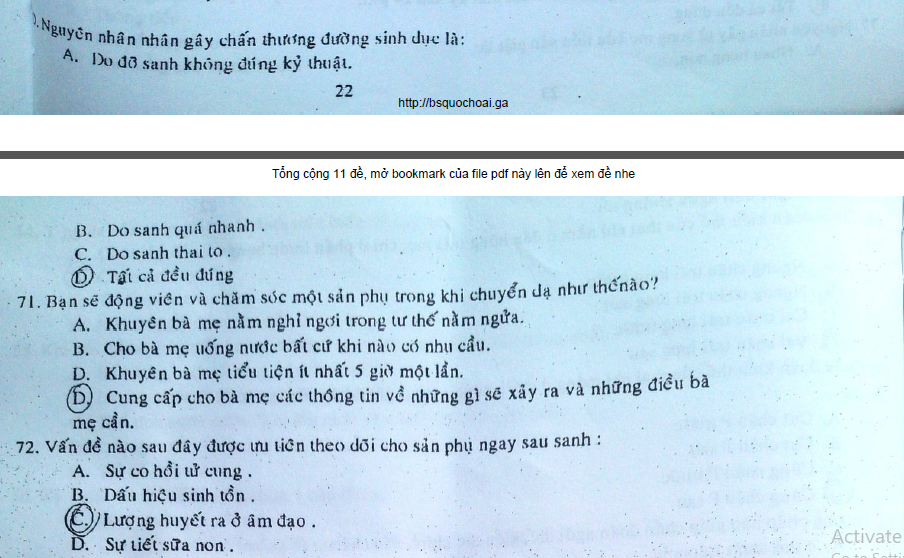 ). Nguyên nhân nhân gây chấn thương đường sinh dục là:
A. Do đỡ sanh không đúng kỷ thuật.
22
http://bsquochoai.ga
Tổng cộng 11 đề, mở bookmark của file pdf này lên để xem đề nhe
B. Do sanh quá nhanh .
C. Do sanh thai to .
D. Tất cả đều đúng
71. Bạn sẽ động viên và chăm sóc một sản phụ trong khi chuyển dạ như thế nào?
A. Khuyên bà mẹ nằm nghỉ ngơi trong tư thế nằm ngửa.
B. Cho bà mẹ uống nước bất cứ khi nào có nhu cầu.
D. Khuyên bà mẹ tiểu tiện ít nhất 5 giờ một lần.
D. Cung cấp cho bà mẹ các thông tin về những gì sẽ xảy ra và những điều bà
mẹ cần.
72. Vấn đề nào sau đây được ưu tiên theo dõi cho sản phụ ngay sau sanh :
A. Sự co hồi tử cung .
B. Dấu hiệu sinh tồn .
C. Lượng huyết ra ở âm đạo .
D. Sự tiết sữa non .
Activate